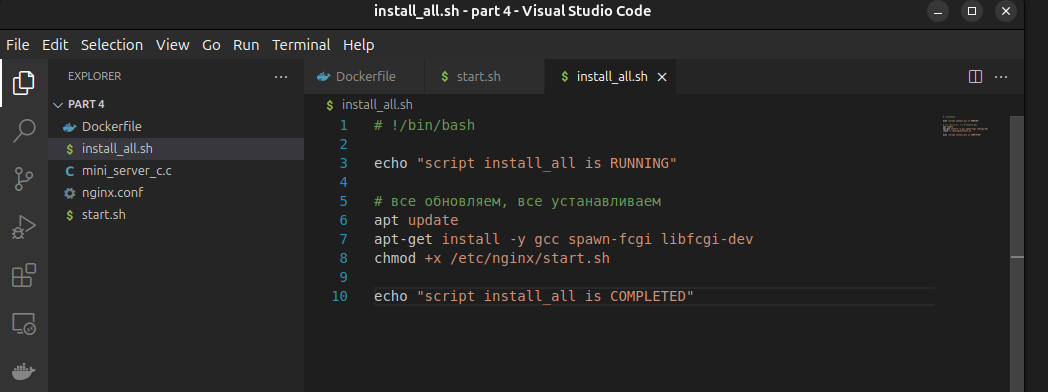 install_all.sh - part 4 - Visual Studio Code
File Edit Selection View Go Run Terminal Help
EXPLORER
PART 4
Dockerfile
install_all.sh
mini_server_c.c
nginx.conf
start.sh
Dockerfile
start.sh
install_all.sh
install_all.sh
1 # !/bin/bash
2
3 echo "script install_all is RUNNING"
4
5 # все обновляем, все устанавливаем
6 apt update
7 apt-get install -y gcc spawn-fcgi libfcgi-dev
8 chmod +x /etc/nginx/start.sh
9
10 echo "script install_all is COMPLETED"